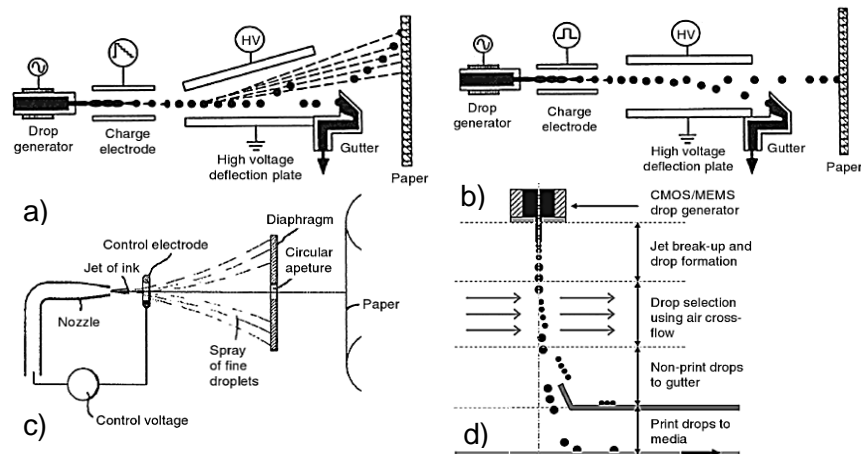 HV
Drop
generator
Charge
electrode
High voltage
deflection plate
Gutter
Paper
a)
HV
Drop
generator
Charge
electrode
High voltage
deflection plate
Gutter
Paper
b)
CMOS/MEMS
drop generator
Jet break-up and
drop formation
Drop selection
using air cross-
flow
Non-print drops
to gutter
Print drops to
media
d)
Diaphragm
Control electrode
Circular
apeture
Jet of ink
Nozzle
Paper
Spray
of fine
droplets
Control voltage
c)